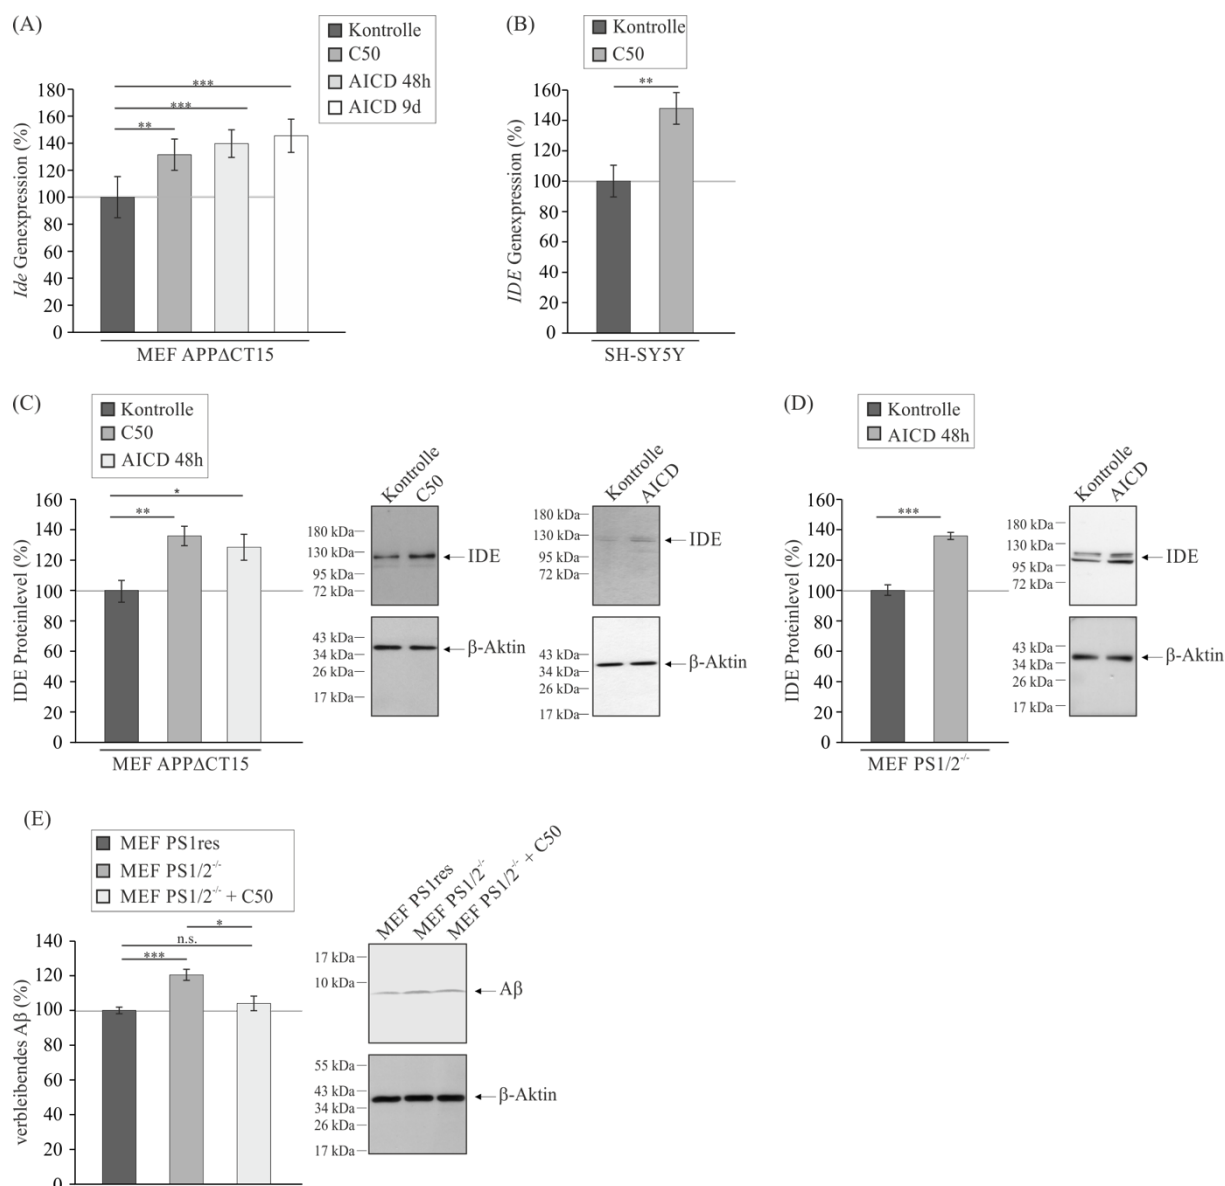 (A)
Kontrolle
C50
AICD 48h
AICD 9d
Ide Genexpression (%)
180
160
140
120
100
80
60
40
20
0
***
***
**
MEF APPΔCT15
(B)
Kontrolle
C50
IDE Genexpression (%)
160
140
120
100
80
60
40
20
0
**
SH-SY5Y
(C)
Kontrolle
C50
AICD 48h
IDE Proteinlevel (%)
160
140
120
100
80
60
40
20
0
*
**
MEF APPΔCT15
Kontrolle
C50
180 kDa
130 kDa
95 kDa
72 kDa
IDE
43 kDa
34 kDa
26 kDa
17 kDa
β-Aktin
Kontrolle
AICD
180 kDa
130 kDa
95 kDa
72 kDa
IDE
43 kDa
34 kDa
26 kDa
17 kDa
β-Aktin
(D)
Kontrolle
AICD 48h
IDE Proteinlevel (%)
160
140
120
100
80
60
40
20
0
***
MEF PS1/2-/-
Kontrolle
AICD
180 kDa
130 kDa
95 kDa
72 kDa
IDE
43 kDa
34 kDa
26 kDa
17 kDa
β-Aktin
(E)
MEF PS1res
MEF PS1/2-/-
MEF PS1/2-/- + C50
verbleibendes Aβ (%)
140
120
100
80
60
40
20
0
*
n.s.
***
MEF PS1res
MEF PS1/2-/-
MEF PS1/2-/- + C50
17 kDa
10 kDa
Aβ
55 kDa
43 kDa
34 kDa
26 kDa
17 kDa
β-Aktin